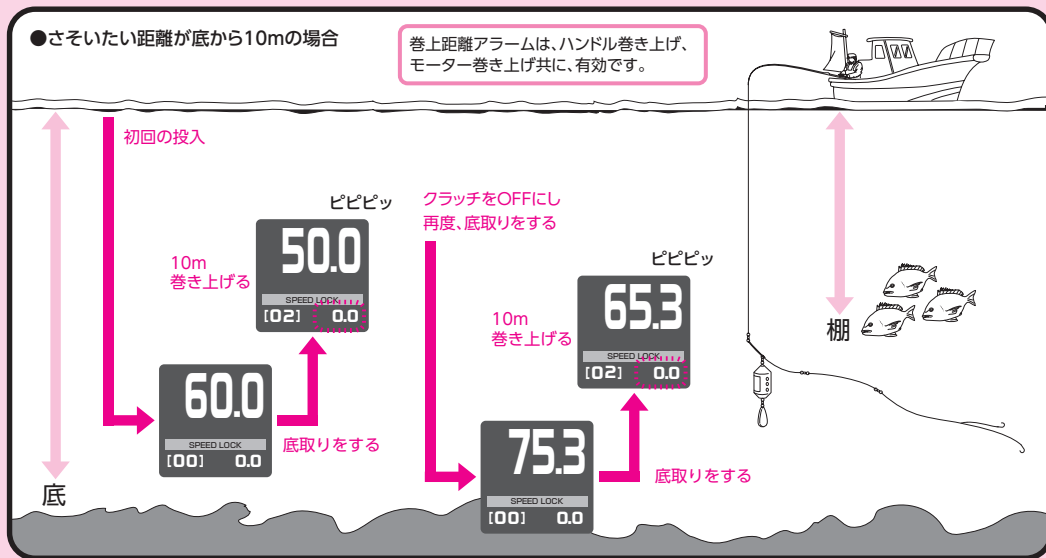 ●さそいたい距離が底から10mの場合
巻上距離アラームは、ハンドル巻き上げ、
モーター巻き上げ共に、有効です。
初回の投入
ピピピッ
50.0
SPEED LOCK
[02] 0.0
10m
巻き上げる
60.0
SPEED LOCK
[00] 0.0
底取りをする
底
クラッチをOFFにし
再度、底取りをする
ピピピッ
65.3
SPEED LOCK
[02] 0.0
10m
巻き上げる
75.3
SPEED LOCK
[00] 0.0
底取りをする
棚